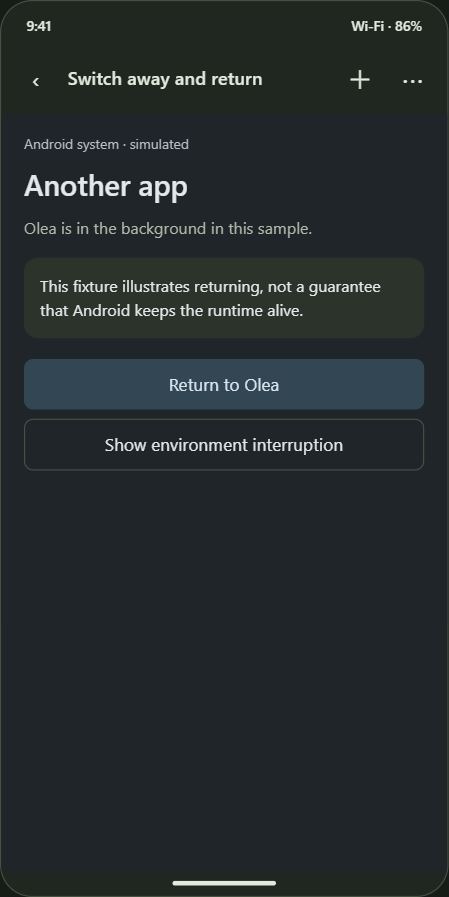 9:41
Wi-Fi · 86%
‹ Switch away and return + ...
Android system · simulated
Another app
Olea is in the background in this sample.
This fixture illustrates returning, not a guarantee
that Android keeps the runtime alive.
Return to Olea
Show environment interruption